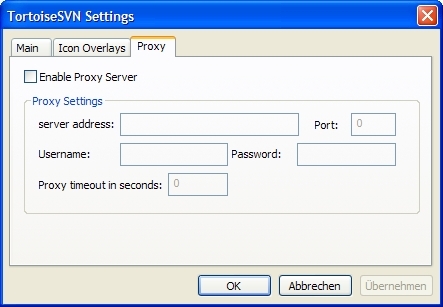 TortoiseSVN Settings
Main Icon Overlays Proxy
Enable Proxy Server
Proxy Settings
server address: Port: 0
Username: Password:
Proxy timeout in seconds: 0
OK Abbrechen Übernehmen